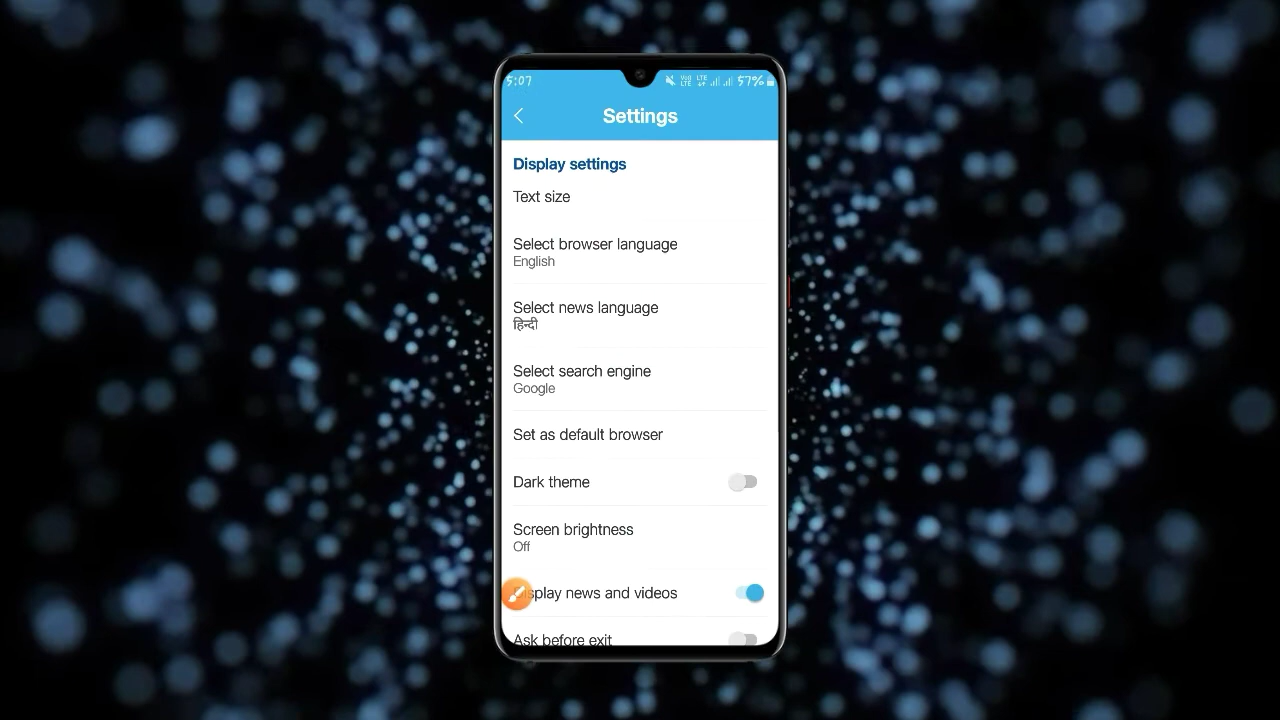 5:07
57%
Settings
Display settings
Text size
Select browser language
English
Select news language
हिन्दी
Select search engine
Google
Set as default browser
Dark theme
Screen brightness
Off
splay news and videos
Ask before exit